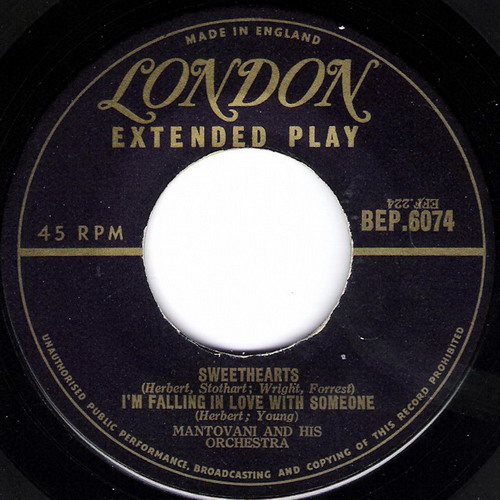 MADE IN ENGLAND
LONDON
EXTENDED PLAY
45 RPM
EEP.224
BEP.6074
SWEETHEARTS
(Herbert, Stothart; Wright, Forrest)
I'M FALLING IN LOVE WITH SOMEONE
(Herbert; Young)
MANTOVANI AND HIS
ORCHESTRA
UNAUTHORISED PUBLIC PERFORMANCE, BROADCASTING AND COPYING OF THIS RECORD PROHIBITED